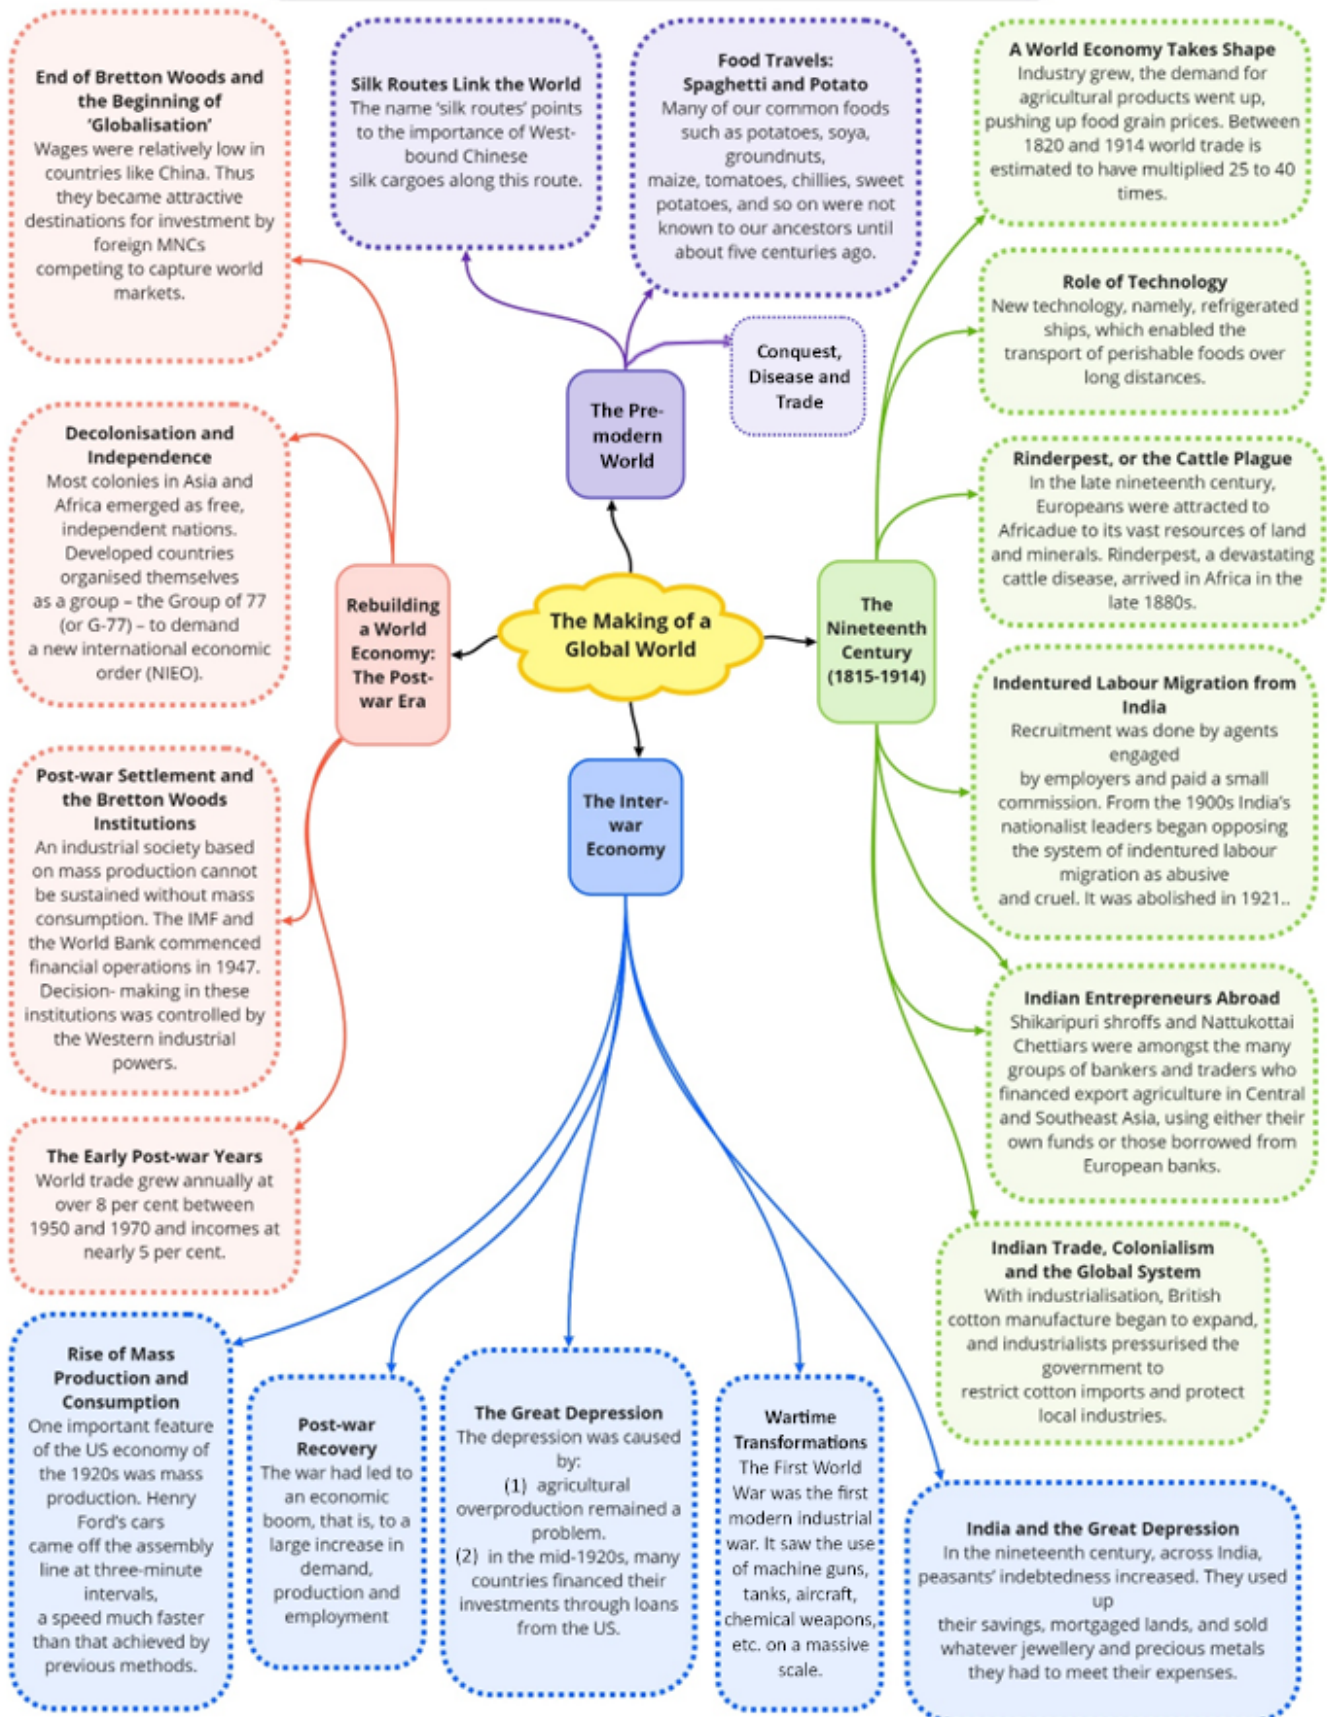 The Making of a
Global World
The Pre-
modern
World
Silk Routes Link the World
The name ‘silk routes’ points
to the importance of West-
bound Chinese
silk cargoes along this route.
Food Travels:
Spaghetti and Potato
Many of our common foods
such as potatoes, soya,
groundnuts,
maize, tomatoes, chillies, sweet
potatoes, and so on were not
known to our ancestors until
about five centuries ago.
Conquest,
Disease and
Trade
The
Nineteenth
Century
(1815-1914)
A World Economy Takes Shape
Industry grew, the demand for
agricultural products went up,
pushing up food grain prices. Between
1820 and 1914 world trade is
estimated to have multiplied 25 to 40
times.
Role of Technology
New technology, namely, refrigerated
ships, which enabled the
transport of perishable foods over
long distances.
Rinderpest, or the Cattle Plague
In the late nineteenth century,
Europeans were attracted to
Africadue to its vast resources of land
and minerals. Rinderpest, a devastating
cattle disease, arrived in Africa in the
late 1880s.
Indentured Labour Migration from
India
Recruitment was done by agents
engaged
by employers and paid a small
commission. From the 1900s India’s
nationalist leaders began opposing
the system of indentured labour
migration as abusive
and cruel. It was abolished in 1921..
Indian Entrepreneurs Abroad
Shikaripuri shroffs and Nattukottai
Chettiars were amongst the many
groups of bankers and traders who
financed export agriculture in Central
and Southeast Asia, using either their
own funds or those borrowed from
European banks.
Indian Trade, Colonialism
and the Global System
With industrialisation, British
cotton manufacture began to expand,
and industrialists pressurised the
government to
restrict cotton imports and protect
local industries.
The Inter-
war
Economy
Rise of Mass
Production and
Consumption
One important feature
of the US economy of
the 1920s was mass
production. Henry
Ford’s cars
came off the assembly
line at three-minute
intervals,
a speed much faster
than that achieved by
previous methods.
Post-war
Recovery
The war had led to
an economic
boom, that is, to a
large increase in
demand,
production and
employment
The Great Depression
The depression was caused
by:
(1) agricultural
overproduction remained a
problem.
(2) in the mid-1920s, many
countries financed their
investments through loans
from the US.
Wartime
Transformations
The First World
War was the first
modern industrial
war. It saw the use
of machine guns,
tanks, aircraft,
chemical weapons,
etc. on a massive
scale.
India and the Great Depression
In the nineteenth century, across India,
peasants’ indebtedness increased. They used
up
their savings, mortgaged lands, and sold
whatever jewellery and precious metals
they had to meet their expenses.
Rebuilding
a World
Economy:
The Post-
war Era
End of Bretton Woods and
the Beginning of
‘Globalisation’
Wages were relatively low in
countries like China. Thus
they became attractive
destinations for investment by
foreign MNCs
competing to capture world
markets.
Decolonisation and
Independence
Most colonies in Asia and
Africa emerged as free,
independent nations.
Developed countries
organised themselves
as a group – the Group of 77
(or G-77) – to demand
a new international economic
order (NIEO).
Post-war Settlement and
the Bretton Woods
Institutions
An industrial society based
on mass production cannot
be sustained without mass
consumption. The IMF and
the World Bank commenced
financial operations in 1947.
Decision- making in these
institutions was controlled by
the Western industrial
powers.
The Early Post-war Years
World trade grew annually at
over 8 per cent between
1950 and 1970 and incomes at
nearly 5 per cent.